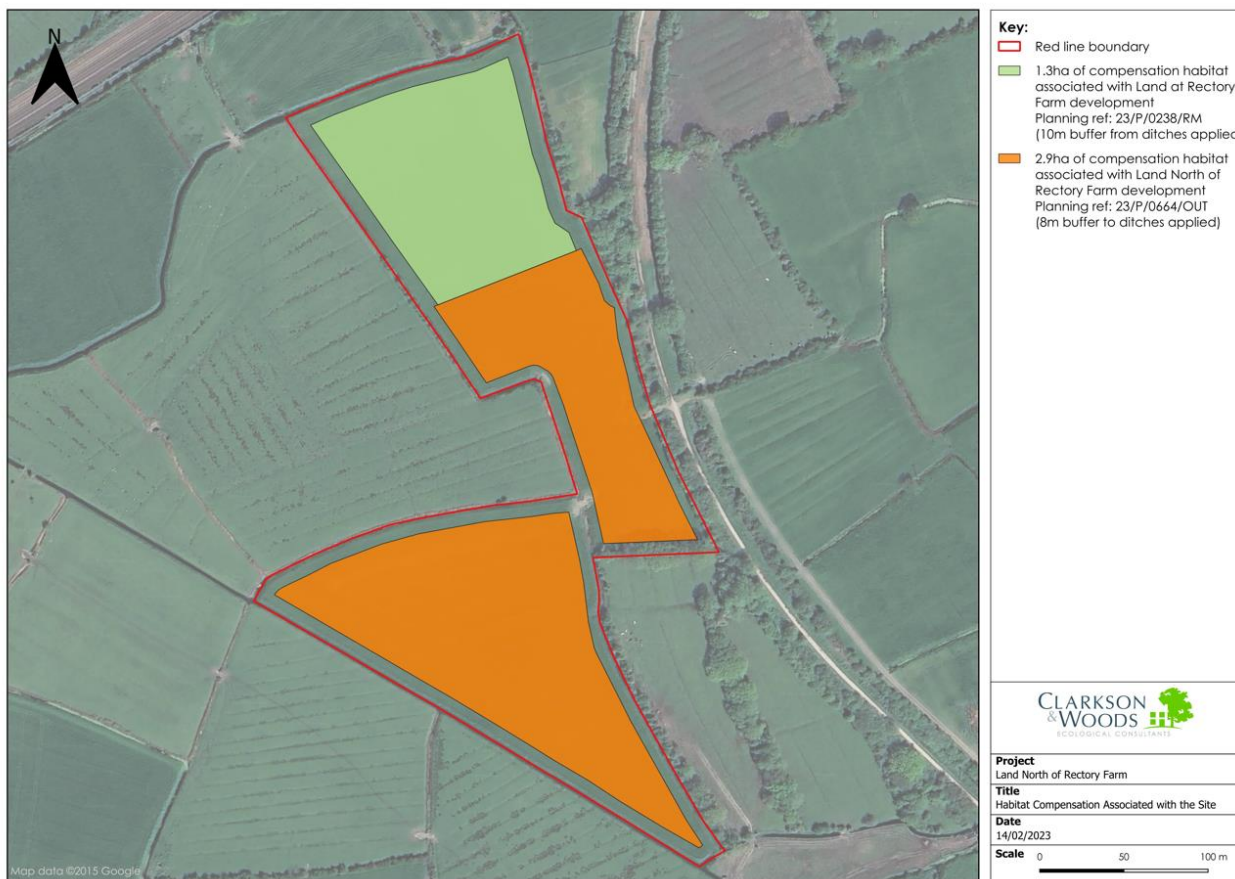 N
Key:
Red line boundary
1.3ha of compensation habitat
associated with Land at Rectory
Farm development
Planning ref: 23/P/0238/RM
(10m buffer from ditches applied
2.9ha of compensation habitat
associated with Land North of
Rectory Farm development
Planning ref: 23/P/0664/OUT
(8m buffer to ditches applied)
CLARKSON
& WOODS
ECOLOGICAL CONSULTANTS
Project
Land North of Rectory Farm
Title
Habitat Compensation Associated with the Site
Date
14/02/2023
Scale 0 50 100 m
Map data ©2015 Google